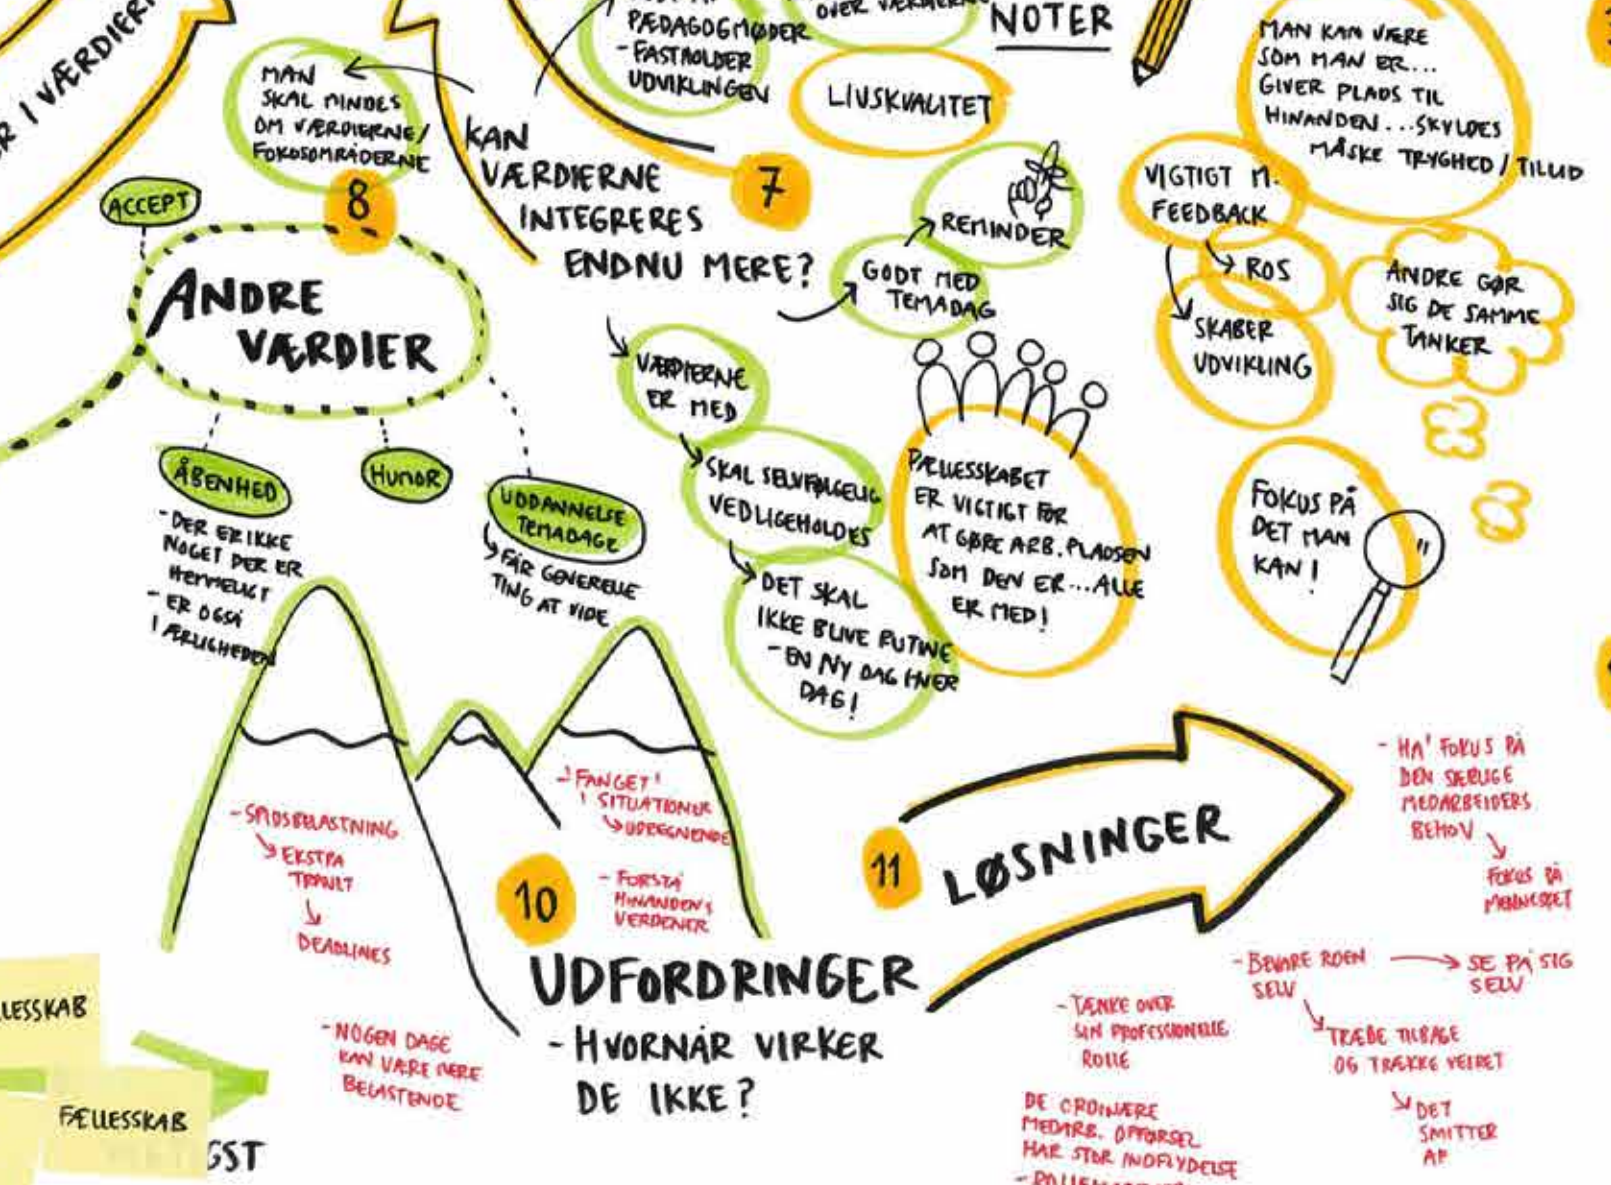 I VÆRDIER
MAN
SKAL MINDES
OM VÆRDIERNE/
FOKUSOMRÅDERNE
8
ACCEPT
ANDRE
VÆRDIER
ÅBENHED
- DER ER IKKE
NOGET DER ER
HEMMELIGT
- ER OGSÅ
I ÆRLIGHEDEN
HUMOR
UDDANNELSE
TEMADAGE
FÅR GENERELLE
TING AT VIDE
PÆDAGOGMØDER
- FASTHOLDER
UDVIKLINGEN
OVER VÆRDIERNE
LIVSKVALITET
NOTER
7
KAN
VÆRDIERNE
INTEGRERES
ENDNU MERE?
GODT MED
TEMADAG
REMINDER
VÆRDIERNE
ER MED
SKAL SELVFØLGELIG
VEDLIGEHOLDES
DET SKAL
IKKE BLIVE RUTINE
- EN NY DAG HVER
DAG!
FÆLLESSKABET
ER VIGTIGT FOR
AT GØRE ARB.PLADSEN
SOM DEN ER...ALLE
ER MED!
MAN KAN VÆRE
SOM MAN ER...
GIVER PLADS TIL
HINANDEN...SKYLDES
MÅSKE TRYGHED/TILLID
VIGTIGT M.
FEEDBACK
ROS
SKABER
UDVIKLING
ANDRE GØR
SIG DE SAMME
TANKER
FOKUS PÅ
DET MAN
KAN!
- SPIDSBELASTNING
EKSTRA
TRAVLT
DEADLINES
- FANGET I
SITUATIONER
UDREGNENDE
- FORSTÅ
HINANDENS
VERDENER
- NOGEN DAGE
KAN VÆRE MERE
BELASTENDE
10
UDFORDRINGER
- HVORNÅR VIRKER
DE IKKE?
11
LØSNINGER
- HA' FOKUS PÅ
DEN SÆRLIGE
MEDARBEJDERS
BEHOV
FOKUS PÅ
MENNESKET
- BEVARE ROEN
SELV
SE PÅ SIG
SELV
TRÆDE TILBAGE
OG TRÆKKE VEJRET
DET
SMITTER
AF
- TÆNKE OVER
SIN PROFESSIONELLE
ROLLE
DE ORDINÆRE
MEDARB. OPFØRSEL
HAR STOR INDFLYDELSE
LLESSKAB
FÆLLESSKAB
GST